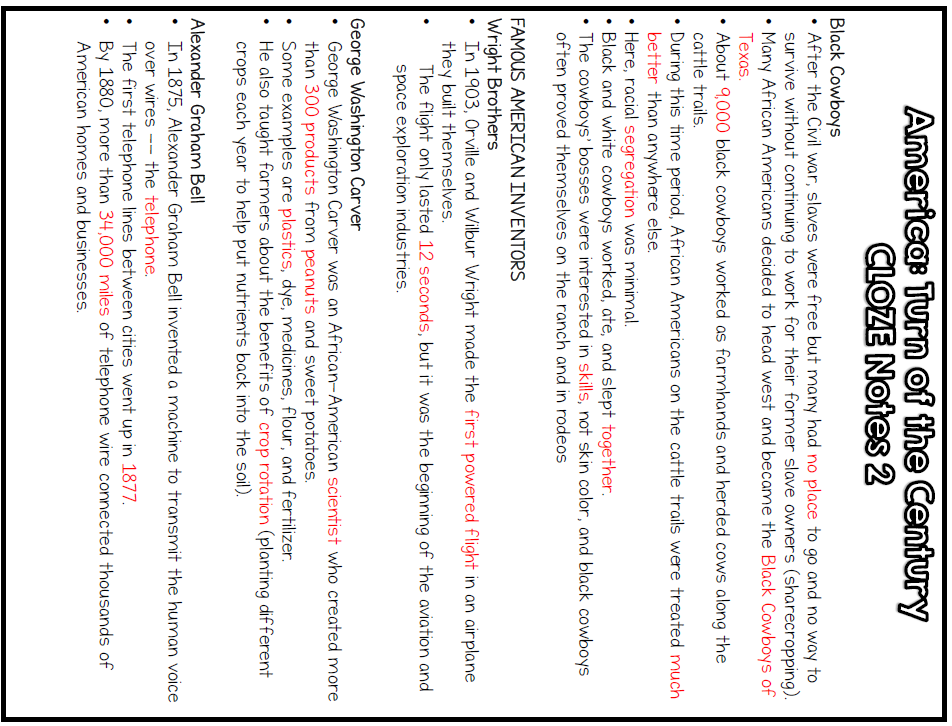 America: Turn of the Century
CLOZE Notes 2
Black Cowboys
• After the Civil war, slaves were free but many had no place to go and no way to
survive without continuing to work for their former slave owners (sharecropping).
• Many African Americans decided to head west and became the Black Cowboys of
Texas.
• About 9,000 black cowboys worked as farmhands and herded cows along the
cattle trails.
• During this time period, African Americans on the cattle trails were treated much
better than anywhere else.
• Here, racial segregation was minimal.
• Black and white cowboys worked, ate, and slept together.
• The cowboys' bosses were interested in skills, not skin color, and black cowboys
often proved themselves on the ranch and in rodeos
FAMOUS AMERICAN INVENTORS
Wright Brothers
• In 1903, Orville and Wilbur Wright made the first powered flight in an airplane
they built themselves.
• The flight only lasted 12 seconds, but it was the beginning of the aviation and
space exploration industries.
George Washington Carver
• George Washington Carver was an African-American scientist who created more
than 300 products from peanuts and sweet potatoes.
• Some examples are plastics, dye, medicines, flour, and fertilizer.
• He also taught farmers about the benefits of crop rotation (planting different
crops each year to help put nutrients back into the soil).
Alexander Graham Bell
• In 1875, Alexander Graham Bell invented a machine to transmit the human voice
over wires -- the telephone.
• The first telephone lines between cities went up in 1877.
• By 1880, more than 34,000 miles of telephone wire connected thousands of
American homes and businesses.